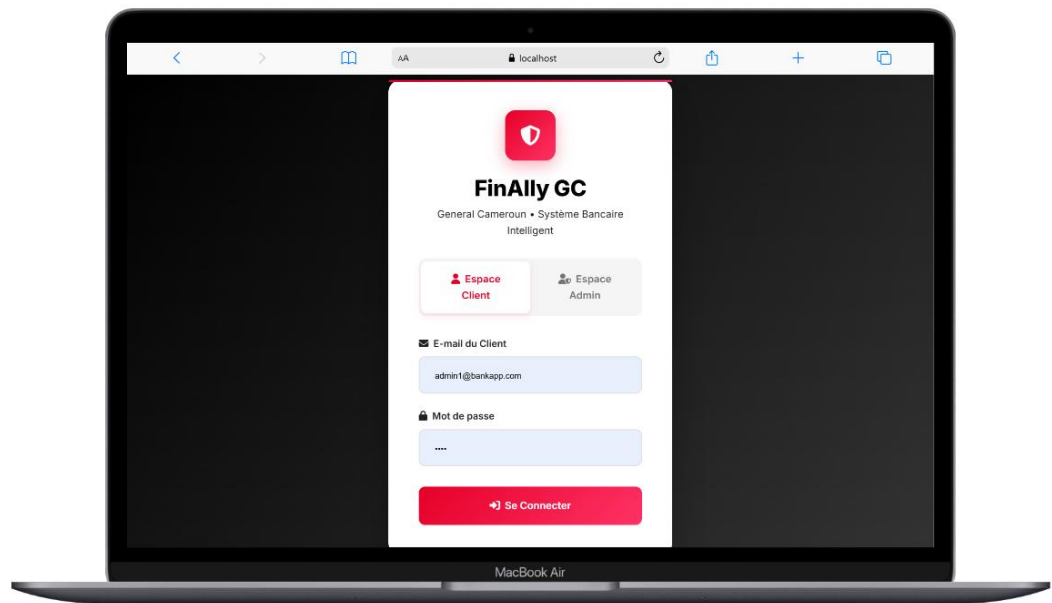 AA
localhost
FinAlly GC
General Cameroun • Système Bancaire
Intelligent
Espace
Client
Espace
Admin
E-mail du Client
admin1@bankapp.com
Mot de passe
••••
Se Connecter
MacBook Air